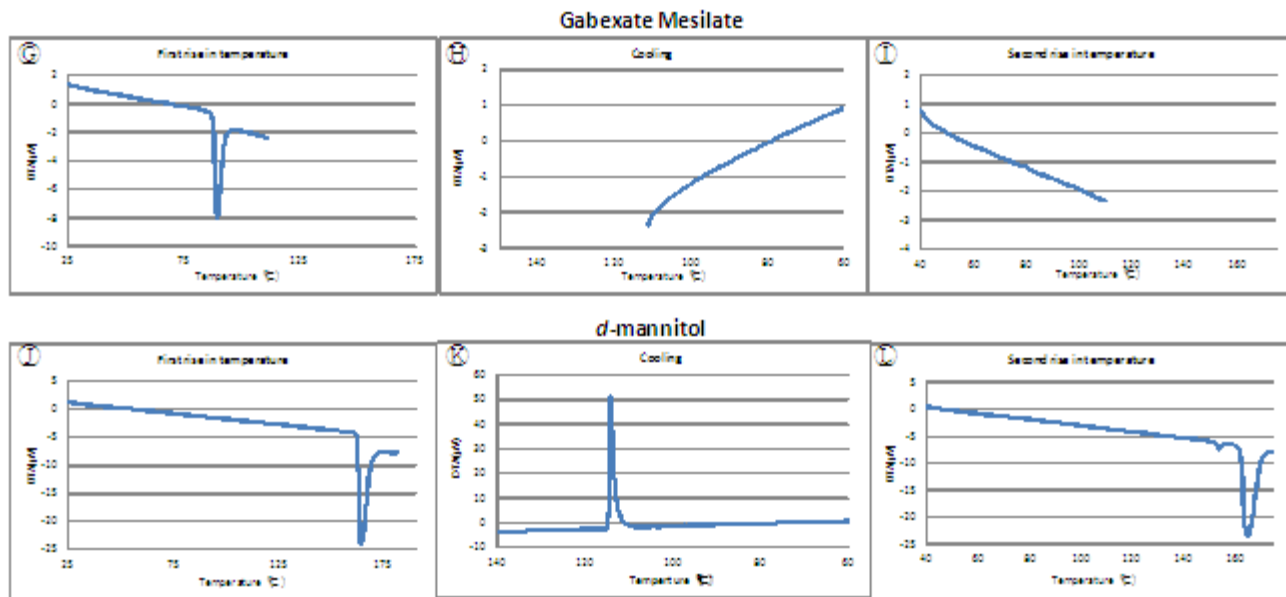 Gabexate Mesilate
Ⓖ First rise in temperature
2
0
-2
-4
-6
-8
-10
25 75 125 175
Temperature (℃)
Ⓗ Cooling
2
1
0
-1
-2
-3
140 120 100 80 60
Temperature (℃)
Ⓘ Second rise in temperature
2
1
0
-1
-2
-3
-4
40 60 80 100 120 140 160
Temperature (℃)
d-mannitol
Ⓙ First rise in temperature
5
0
-5
-10
-15
-20
-25
25 75 125 175
Temperature (℃)
Ⓚ Cooling
60
50
40
30
20
10
0
-10
140 120 100 80 60
(℃)
Ⓛ Second rise in temperature
5
0
-5
-10
-15
-20
-25
40 60 80 100 120 140 160
Temperature (℃)